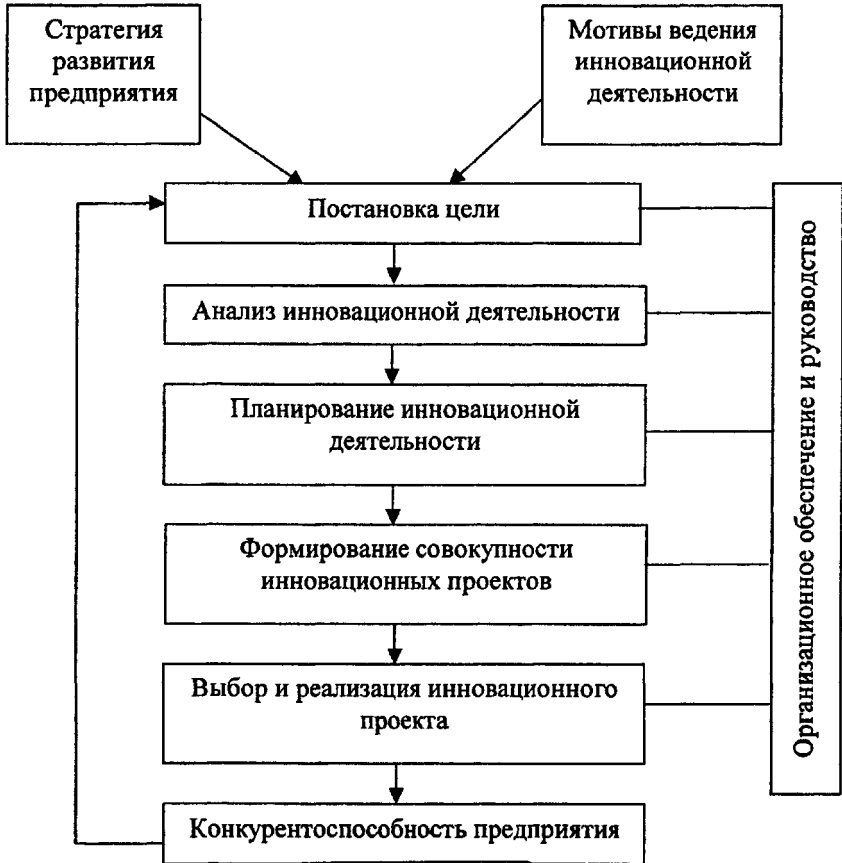 Стратегия
развития
предприятия
Мотивы ведения
инновационной
деятельности
Постановка цели
Анализ инновационной деятельности
Планирование инновационной
деятельности
Формирование совокупности
инновационных проектов
Выбор и реализация инновационного
проекта
Конкурентоспособность предприятия
Организационное обеспечение и руководство